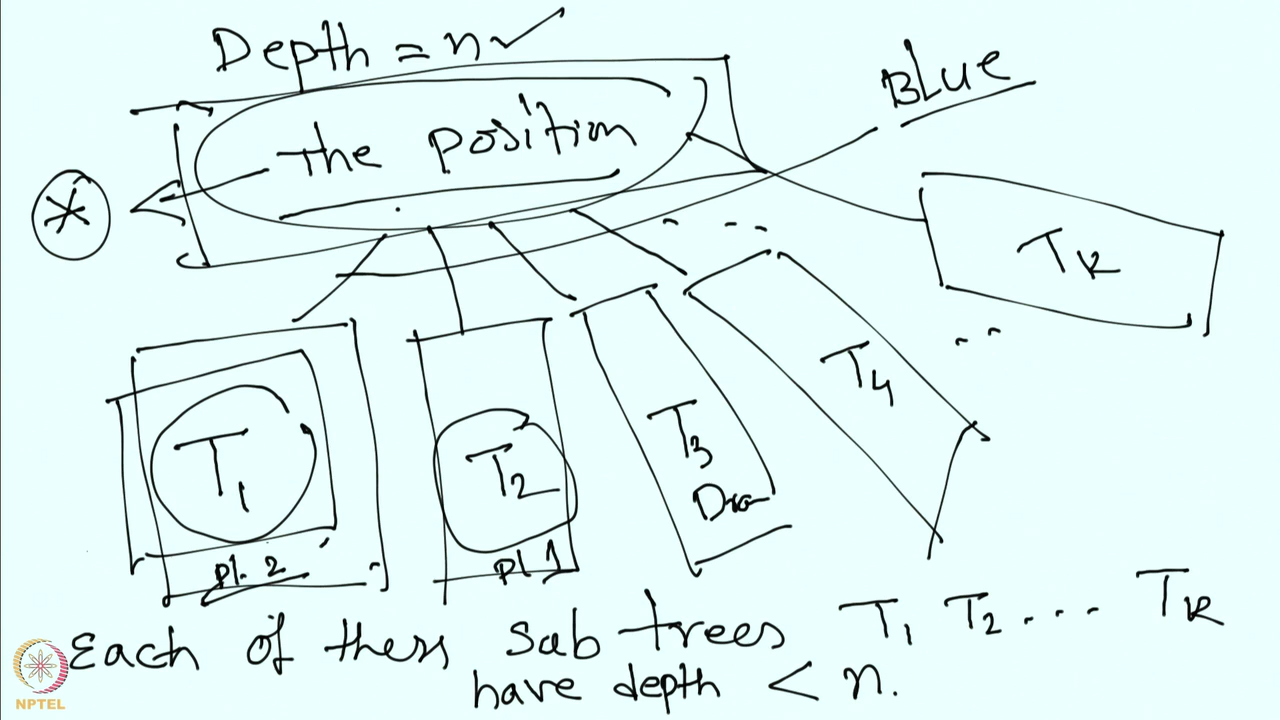 Depth = n ✓
BLUE
The position
*
Tk
T4
T1
T2
T3
Dra
pl. 2
pl 1
Each of thess Sub trees T1 T2 ... Tk
have depth < n.
NPTEL